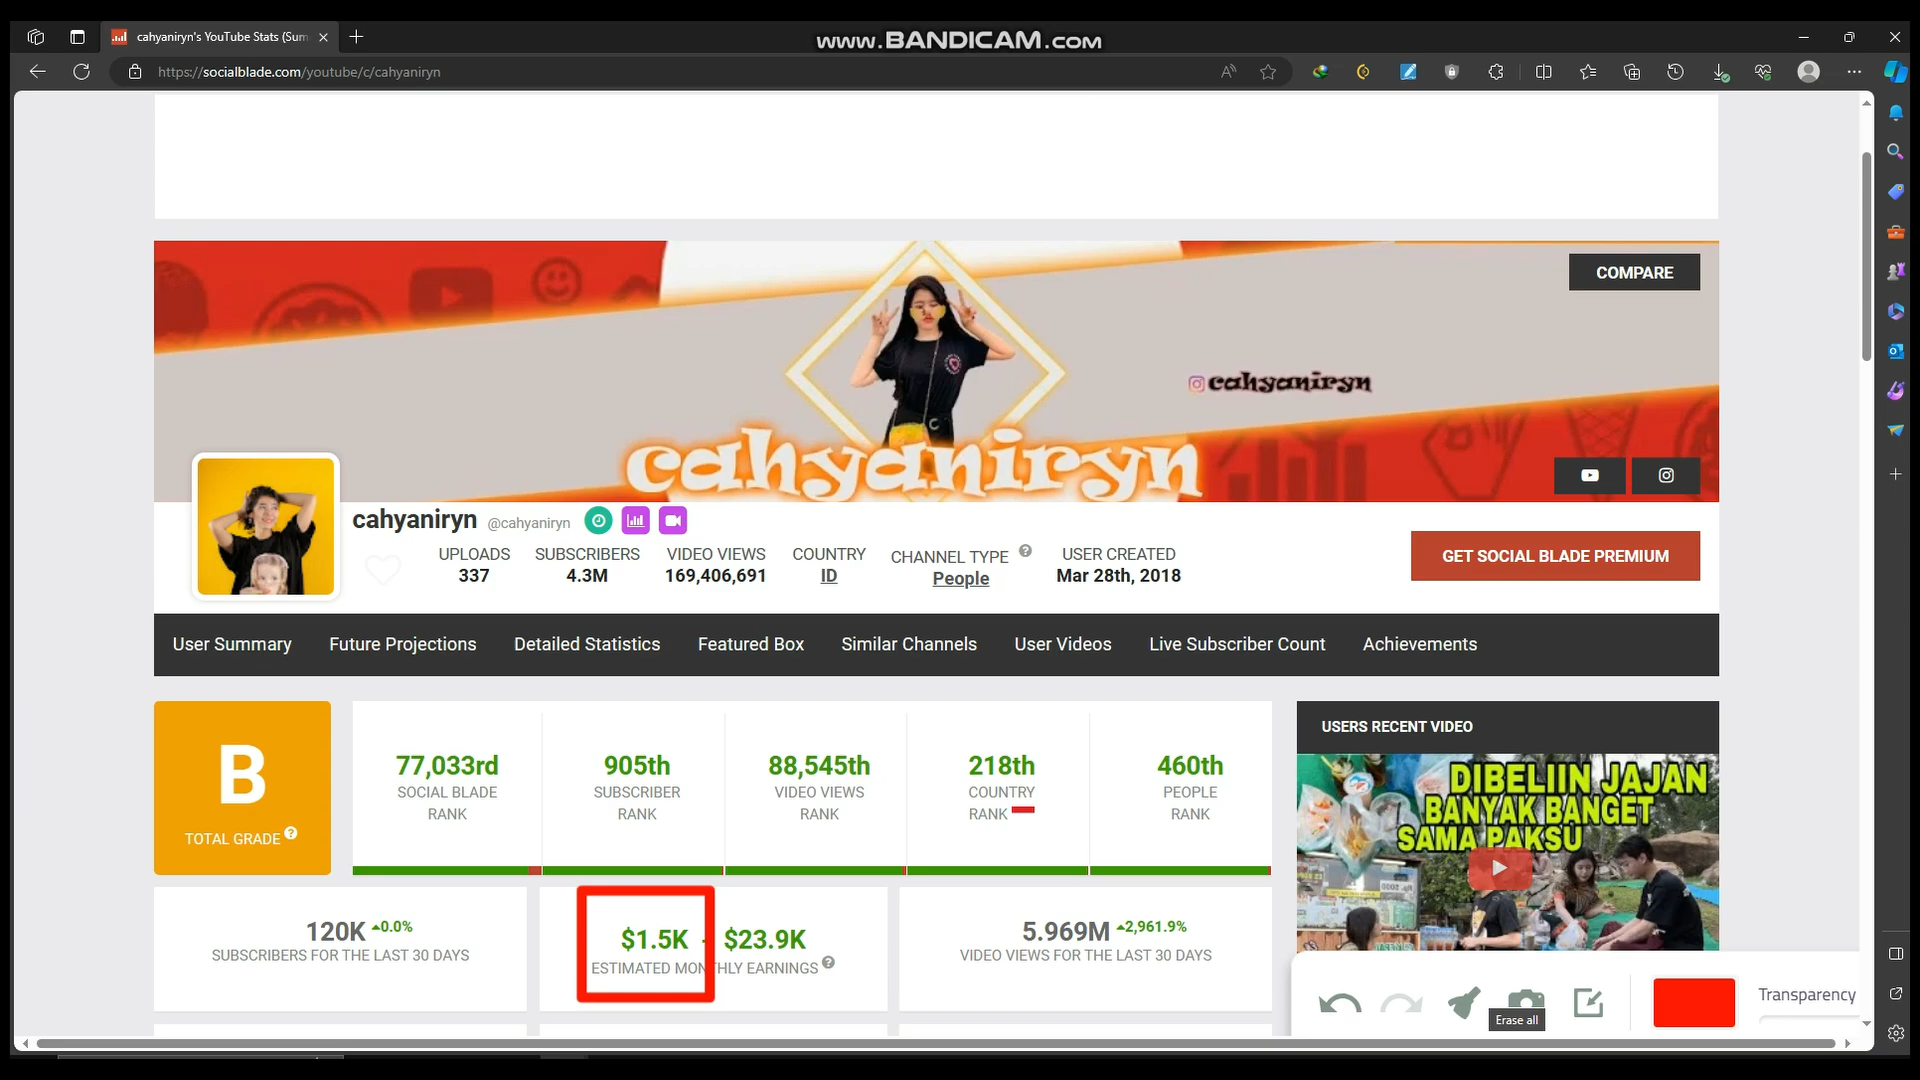 cahyaniryn's YouTube Stats (Sum
www.BANDICAM.com
https://socialblade.com/youtube/c/cahyaniryn
COMPARE
cahyaniryn
cahyaniryn
cahyaniryn @cahyaniryn
UPLOADS SUBSCRIBERS VIDEO VIEWS COUNTRY CHANNEL TYPE USER CREATED
337 4.3M 169,406,691 ID People Mar 28th, 2018
GET SOCIAL BLADE PREMIUM
User Summary Future Projections Detailed Statistics Featured Box Similar Channels User Videos Live Subscriber Count Achievements
B
TOTAL GRADE ?
77,033rd
SOCIAL BLADE
RANK
905th
SUBSCRIBER
RANK
88,545th
VIDEO VIEWS
RANK
218th
COUNTRY
RANK
460th
PEOPLE
RANK
USERS RECENT VIDEO
DIBELIIN JAJAN
BANYAK BANGET
SAMA PAKSU
120K 0.0%
SUBSCRIBERS FOR THE LAST 30 DAYS
$1.5K - $23.9K
ESTIMATED MONTHLY EARNINGS ?
5.969M 2,961.9%
VIDEO VIEWS FOR THE LAST 30 DAYS
Transparency
Erase all